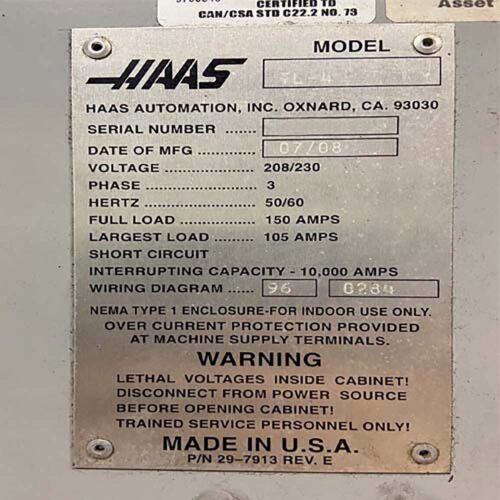 CERTIFIED TO
CAN/CSA STD C22.2 NO. 73
Asset
MODEL
HAAS
SL-4
HAAS AUTOMATION, INC. OXNARD, CA. 93030
SERIAL NUMBER ......
DATE OF MFG .............. 07/08
VOLTAGE .................... 208/230
PHASE ....................... 3
HERTZ ........................ 50/60
FULL LOAD ................ 150 AMPS
LARGEST LOAD ......... 105 AMPS
SHORT CIRCUIT
INTERRUPTING CAPACITY - 10,000 AMPS
WIRING DIAGRAM ...... 96 0284
NEMA TYPE 1 ENCLOSURE-FOR INDOOR USE ONLY.
OVER CURRENT PROTECTION PROVIDED
AT MACHINE SUPPLY TERMINALS.
WARNING
LETHAL VOLTAGES INSIDE CABINET!
DISCONNECT FROM POWER SOURCE
BEFORE OPENING CABINET!
TRAINED SERVICE PERSONNEL ONLY!
MADE IN U.S.A.
P/N 29-7913 REV. E